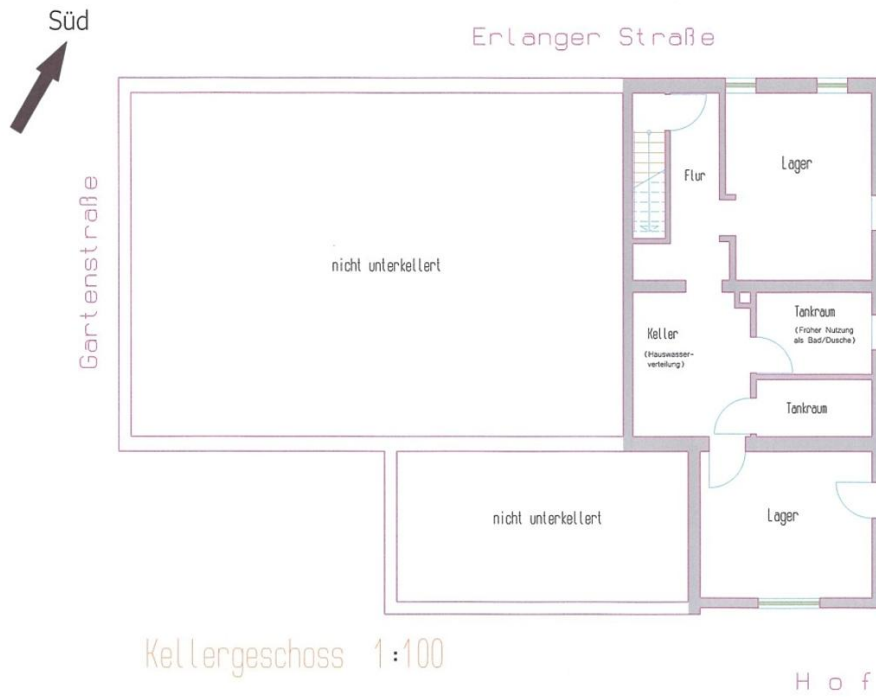 Süd
Erlanger Straße
Gartenstraße
Flur
Lager
nicht unterkellert
Keller
(Hauswasser-
verteilung)
Tankraum
(Früher Nutzung
als Bad/Dusche)
Tankraum
nicht unterkellert
Lager
Kellergeschoss 1:100
Hof